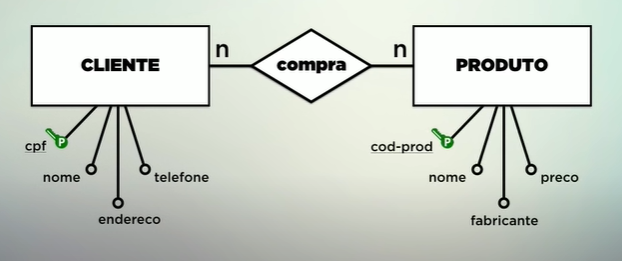 CLIENTE
n
compra
n
PRODUTO
cpf
P
nome
endereco
telefone
cod-prod
P
nome
fabricante
preco